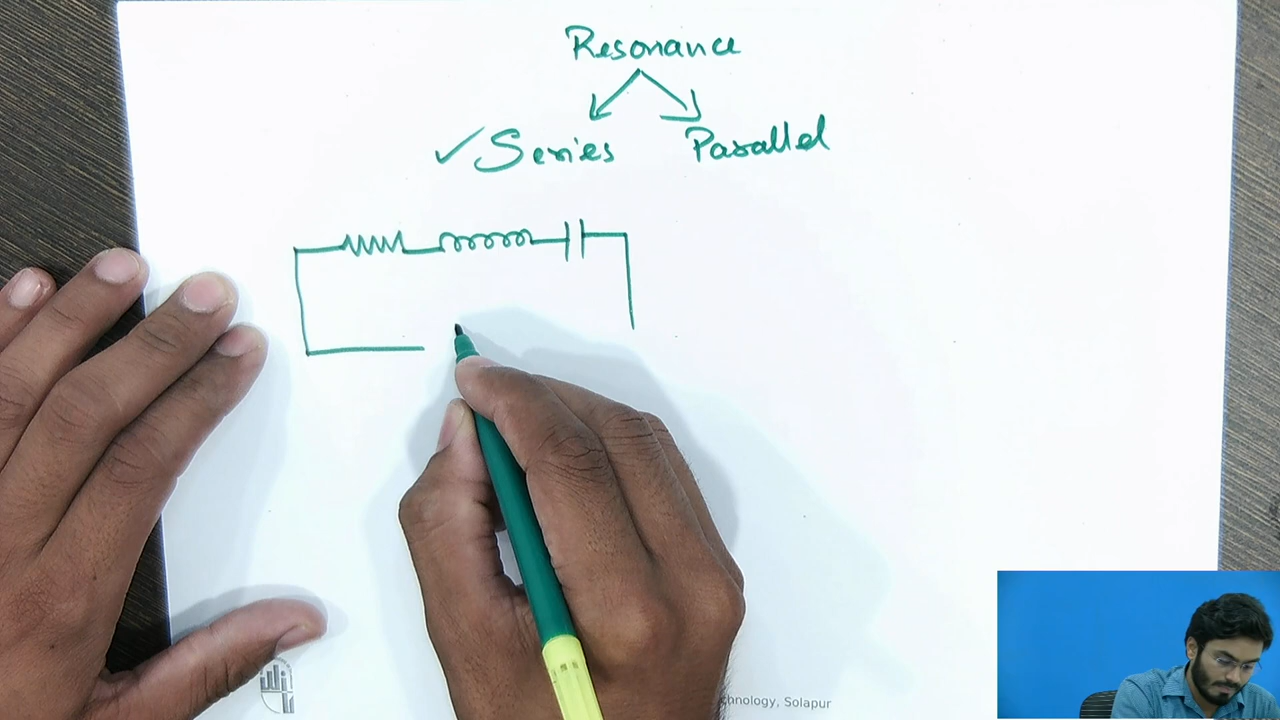 Resonance
✓ Series Parallel
chnology, Solapur